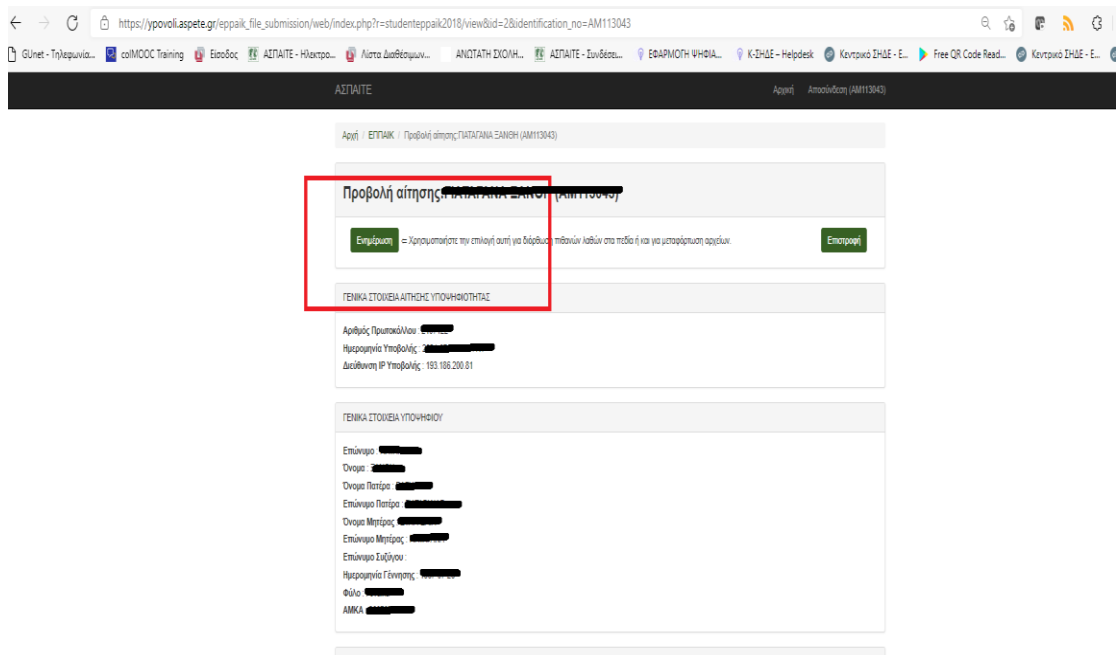 https://ypovoli.aspete.gr/eppaik_file_submission/web/index.php?r=studenteppaik2018/view&id=2&identification_no=AM113043
GUnet - Τηλεφωνία... colMOOC Training Είσοδος ΑΣΠΑΙΤΕ - Ηλεκτρο... Λίστα Διαθέσιμων... ΑΝΩΤΑΤΗ ΣΧΟΛΗ... ΑΣΠΑΙΤΕ - Συνδέσει... ΕΦΑΡΜΟΓΗ ΨΗΦΙΑ... Κ-ΣΗΔΕ – Helpdesk Κεντρικό ΣΗΔΕ - Ε... Free QR Code Read... Κεντρικό ΣΗΔΕ - Ε...
ΑΣΠΑΙΤΕ Αρχική Αποσύνδεση (AM113043)
Αρχή / ΕΠΠΑΙΚ / Προβολή αίτησης:ΓΙΑΤΑΓΑΝΑ ΞΑΝΘΗ (AM113043)
Προβολή αίτησης:
Ενημέρωση ⇐ Χρησιμοποιήστε την επιλογή αυτή για διόρθωση πιθανών λαθών στα πεδία ή και για μεταφόρτωση αρχείων. Επιστροφή
ΓΕΝΙΚΑ ΣΤΟΙΧΕΙΑ ΑΙΤΗΣΗΣ ΥΠΟΨΗΦΙΟΤΗΤΑΣ
Αριθμός Πρωτοκόλλου :
Ημερομηνία Υποβολής :
Διεύθυνση IP Υποβολής : 193.186.200.81
ΓΕΝΙΚΑ ΣΤΟΙΧΕΙΑ ΥΠΟΨΗΦΙΟΥ
Επώνυμο :
Όνομα :
Όνομα Πατέρα :
Επώνυμο Πατέρα :
Όνομα Μητέρας
Επώνυμο Μητέρας :
Επώνυμο Συζύγου :
Ημερομηνία Γέννησης :
Φύλο :
ΑΜΚΑ